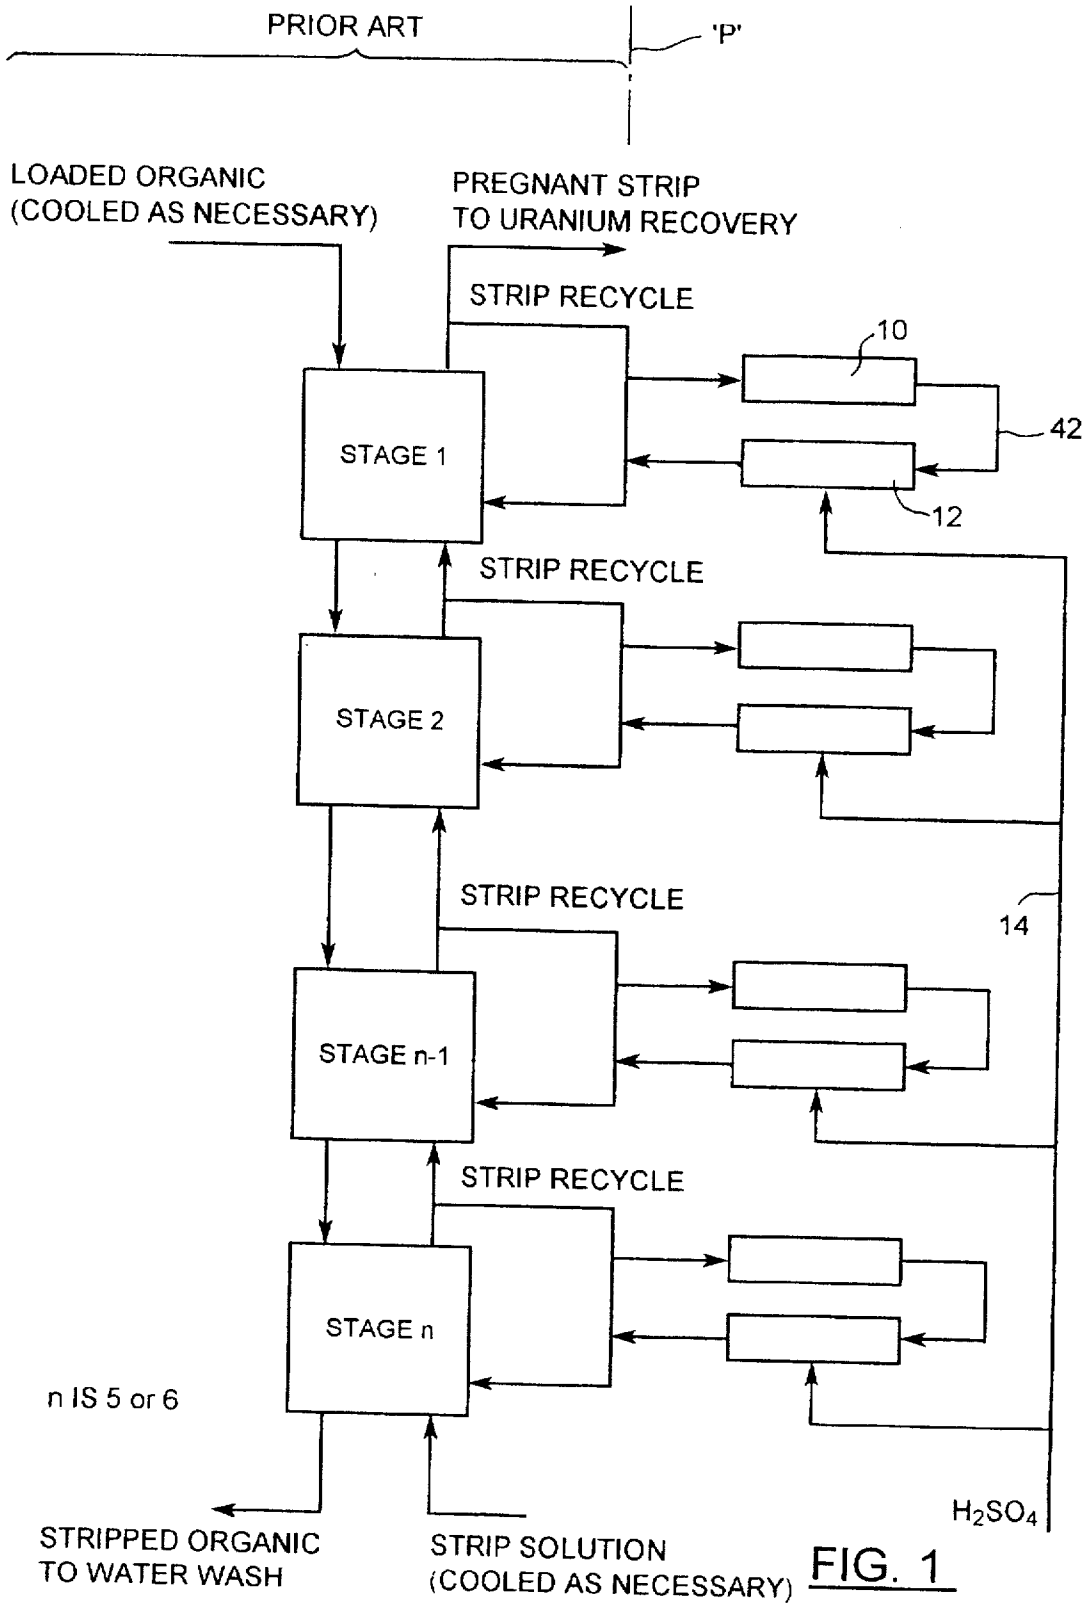 PRIOR ART
'P'
LOADED ORGANIC
(COOLED AS NECESSARY)
PREGNANT STRIP
TO URANIUM RECOVERY
STRIP RECYCLE
10
42
STAGE 1
12
STRIP RECYCLE
STAGE 2
STRIP RECYCLE
14
STAGE n-1
STRIP RECYCLE
STAGE n
n IS 5 or 6
H₂SO₄
STRIPPED ORGANIC
TO WATER WASH
STRIP SOLUTION
(COOLED AS NECESSARY)
FIG. 1